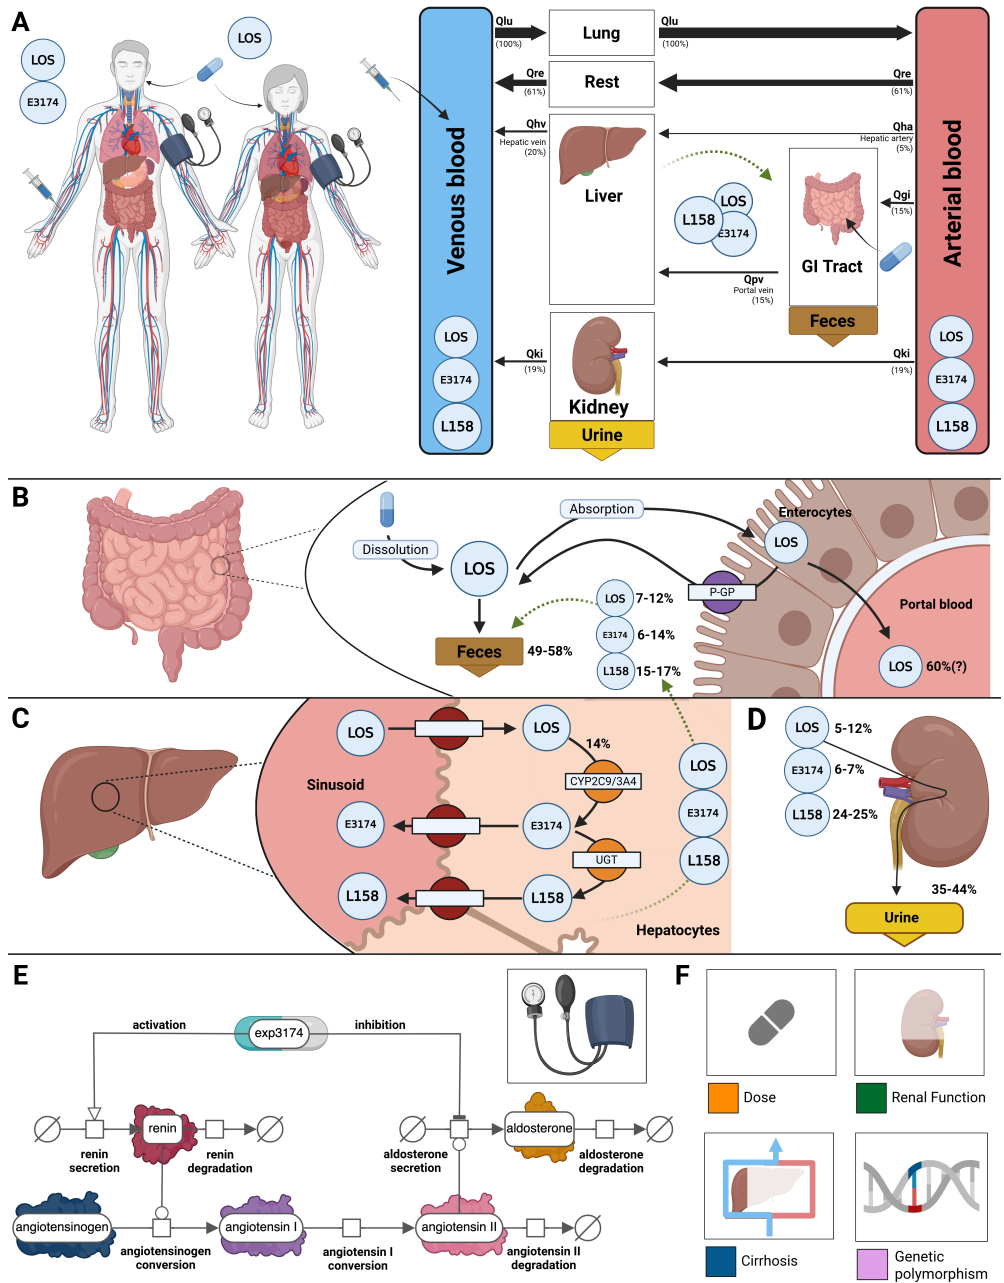 A
LOS
E3174
LOS
Venous blood
LOS
E3174
L158
Qlu
(100%)
Lung
Qlu
(100%)
Qre
(61%)
Rest
Qre
(61%)
Qhv
Hepatic vein
(20%)
Liver
Qha
Hepatic artery
(5%)
LOS
L158
E3174
Qgi
(15%)
GI Tract
Qpv
Portal vein
(15%)
Feces
Qki
(19%)
Kidney
Urine
Qki
(19%)
Arterial blood
LOS
E3174
L158
B
Dissolution
LOS
Absorption
Enterocytes
LOS
P-GP
Feces
49-58%
LOS
7-12%
E3174
6-14%
L158
15-17%
Portal blood
LOS
60%(?)
C
Sinusoid
LOS
LOS
14%
CYP2C9/3A4
E3174
E3174
UGT
L158
L158
LOS
E3174
L158
Hepatocytes
D
LOS
5-12%
E3174
6-7%
L158
24-25%
35-44%
Urine
E
activation
exp3174
inhibition
renin
secretion
renin
renin
degradation
aldosterone
secretion
aldosterone
aldosterone
degradation
angiotensinogen
angiotensinogen
conversion
angiotensin I
angiotensin I
conversion
angiotensin II
angiotensin II
degradation
F
Dose
Renal Function
Cirrhosis
Genetic
polymorphism